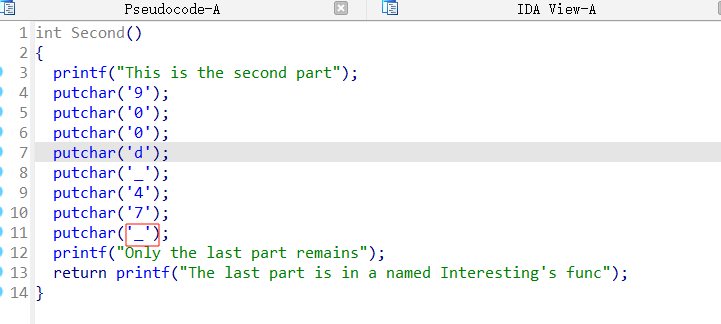 Pseudocode-A IDA View-A
1 int Second()
2 {
3 printf("This is the second part");
4 putchar('9');
5 putchar('0');
6 putchar('0');
7 putchar('d');
8 putchar('_');
9 putchar('4');
10 putchar('7');
11 putchar('_');
12 printf("Only the last part remains");
13 return printf("The last part is in a named Interesting's func");
14 }